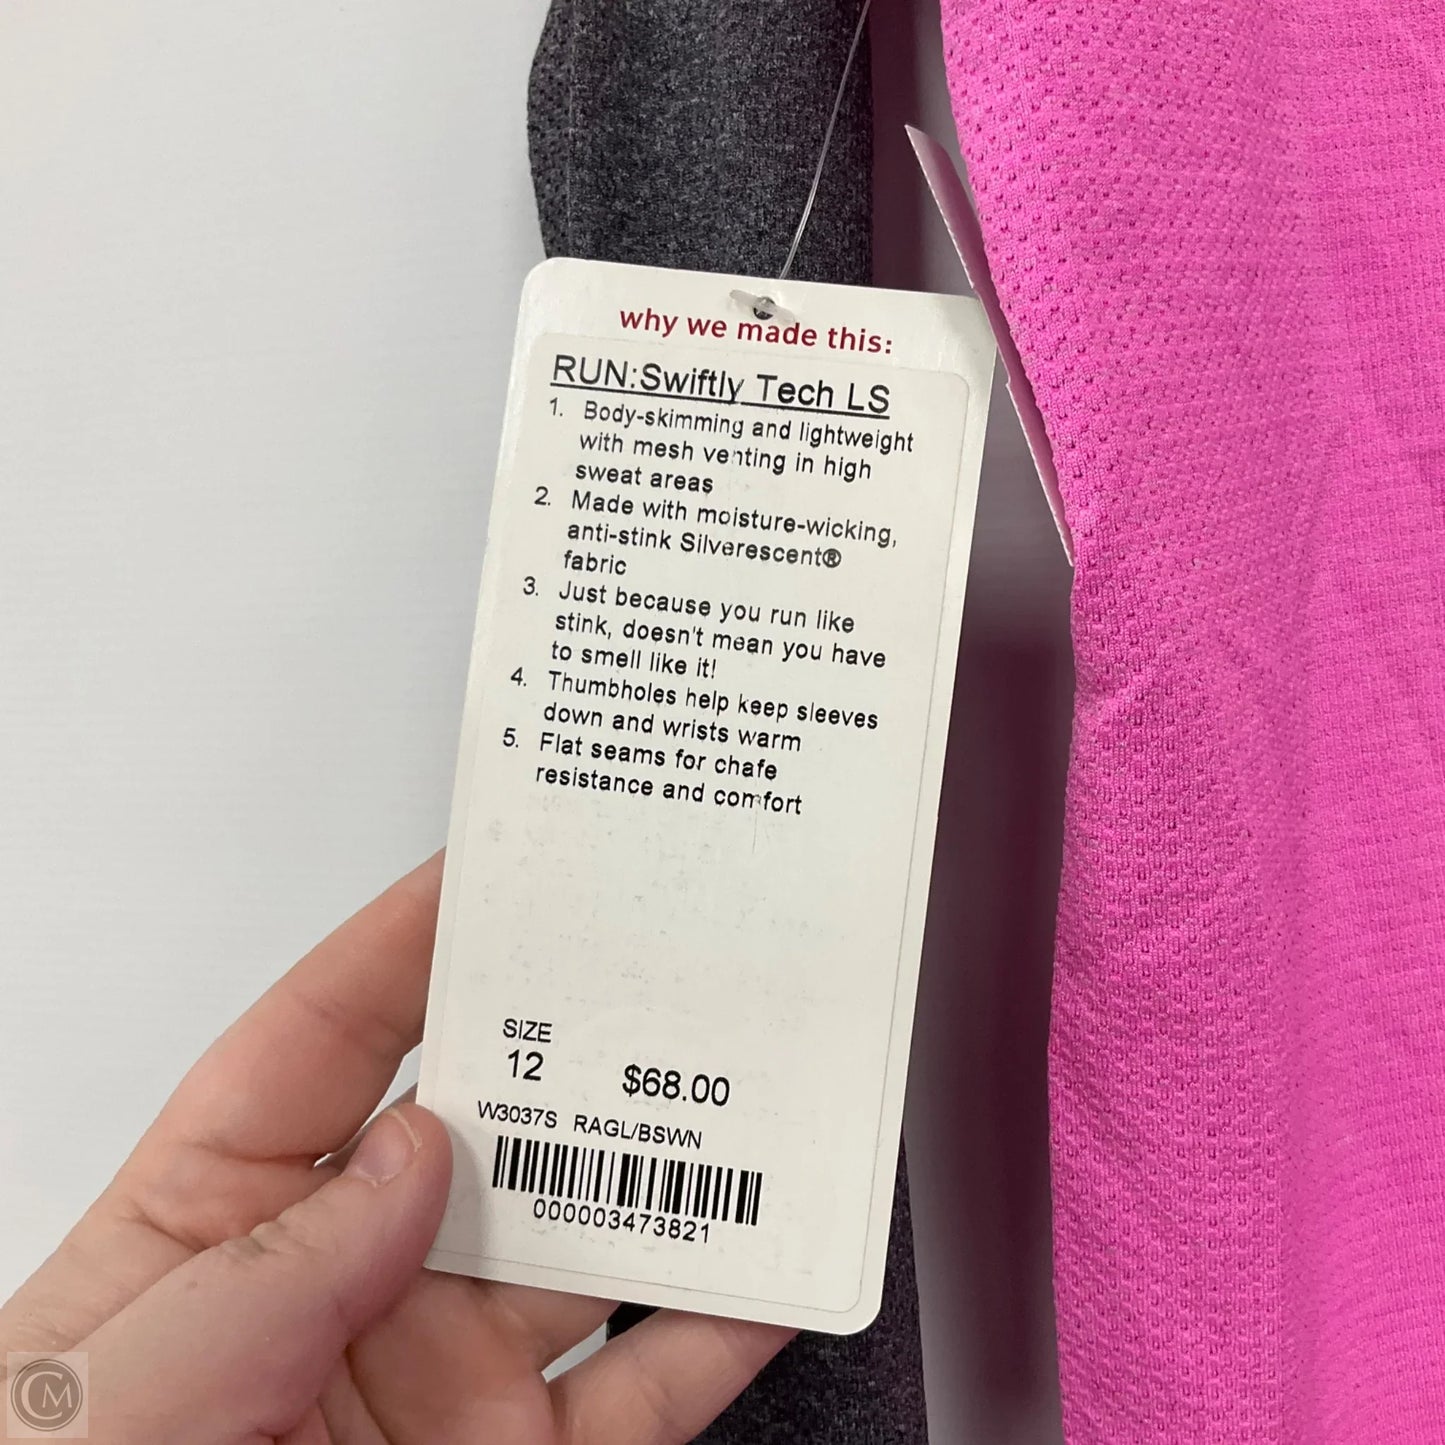 why we made this:
RUN:Swiftly Tech LS
1. Body-skimming and lightweight
with mesh venting in high
sweat areas
2. Made with moisture-wicking,
anti-stink Silverescent®
fabric
3. Just because you run like
stink, doesn't mean you have
to smell like it!
4. Thumbholes help keep sleeves
down and wrists warm
5. Flat seams for chafe
resistance and comfort
SIZE
12
$68.00
W3037S RAGL/BSWN
000003473821
CM